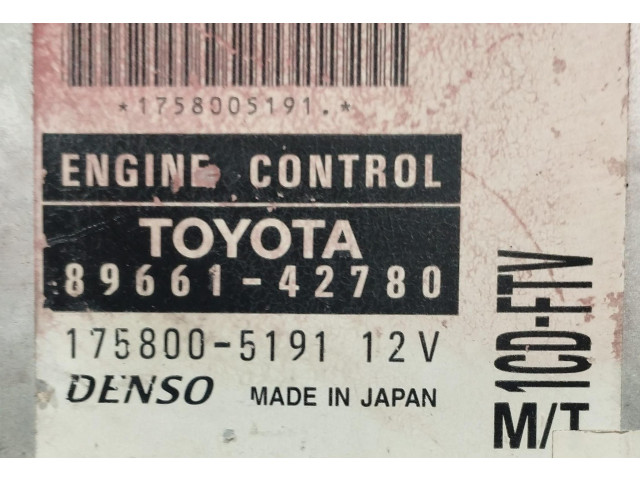 *1758005191.*
ENGINE CONTROL
TOYOTA
89661-42780
175800-5191 12V
DENSO MADE IN JAPAN
1CD-FTV
M/T